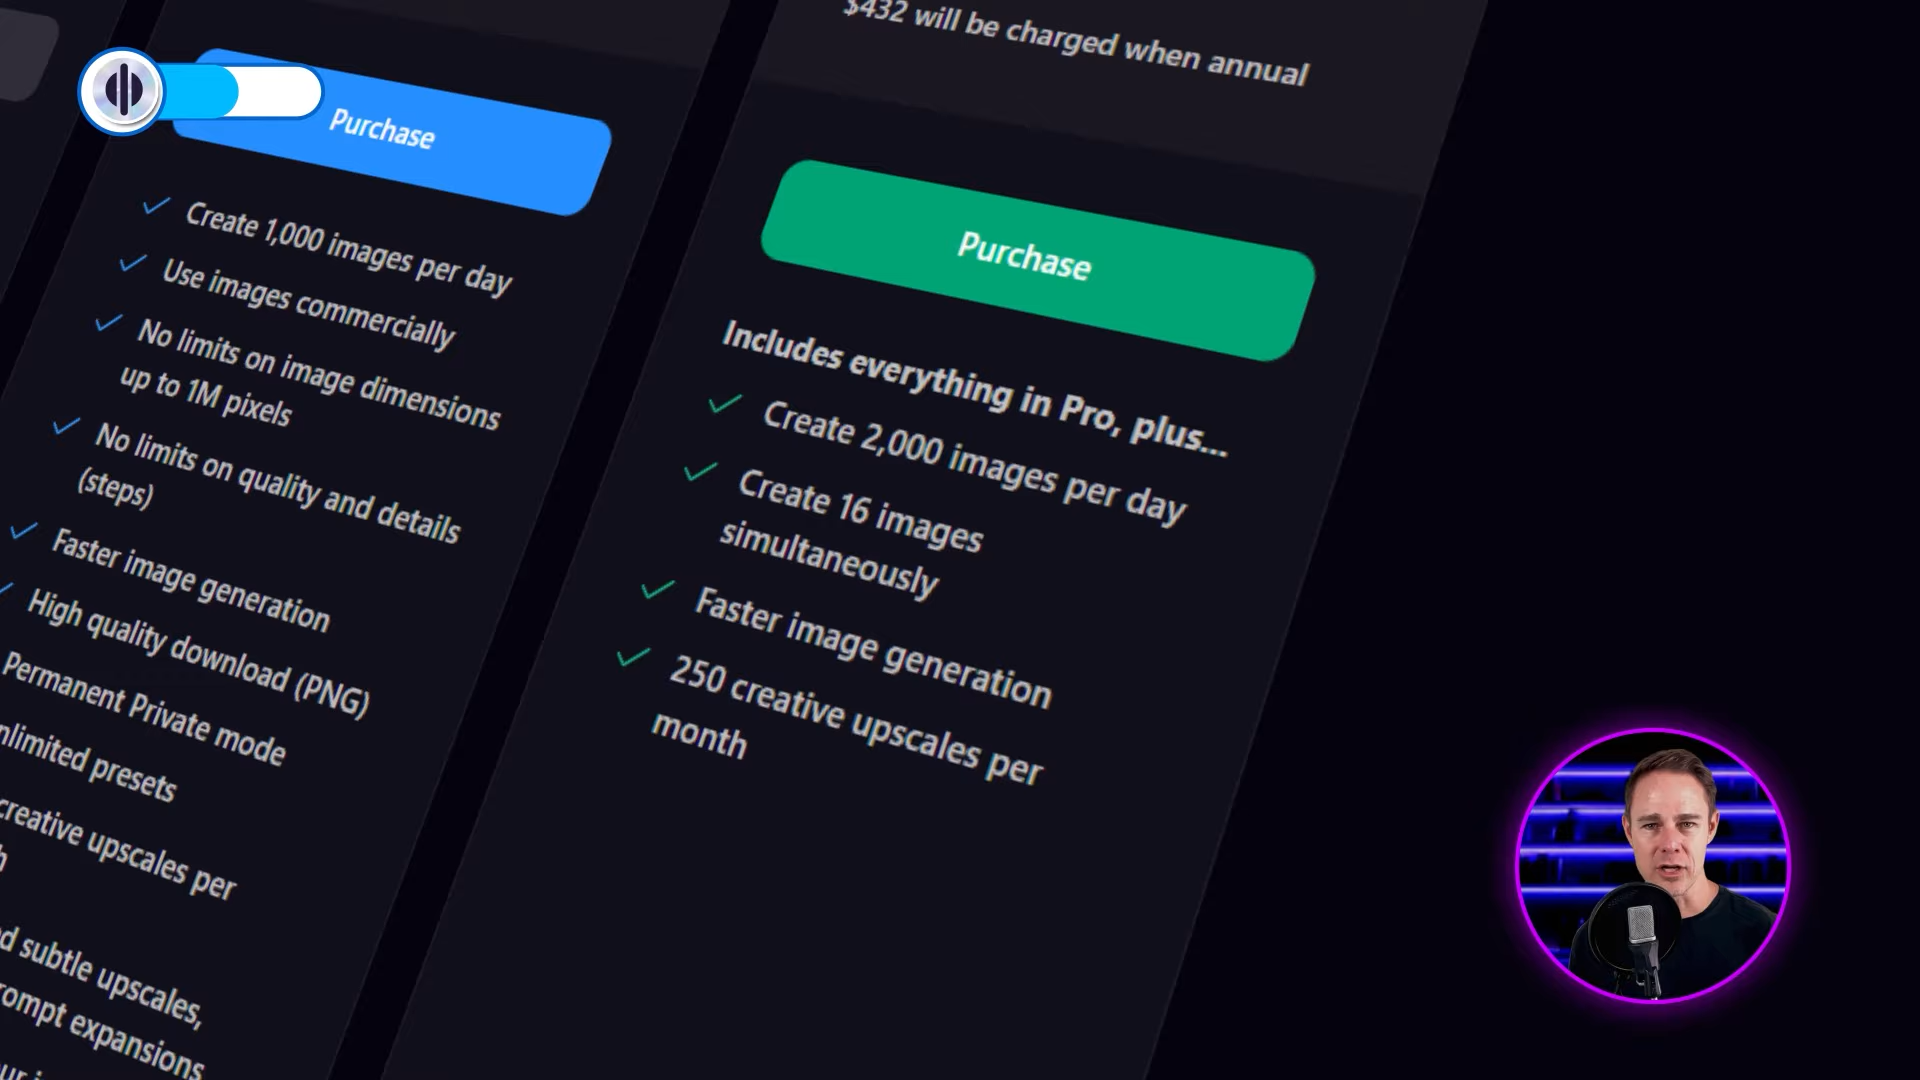 $432 will be charged when annual
Purchase
Create 1,000 images per day
Use images commercially
No limits on image dimensions
up to 1M pixels
No limits on quality and details
(steps)
Faster image generation
High quality download (PNG)
Permanent Private mode
presets
creative upscales per
subtle upscales,
expansions
Purchase
Includes everything in Pro, plus...
Create 2,000 images per day
Create 16 images
simultaneously
Faster image generation
250 creative upscales per
month